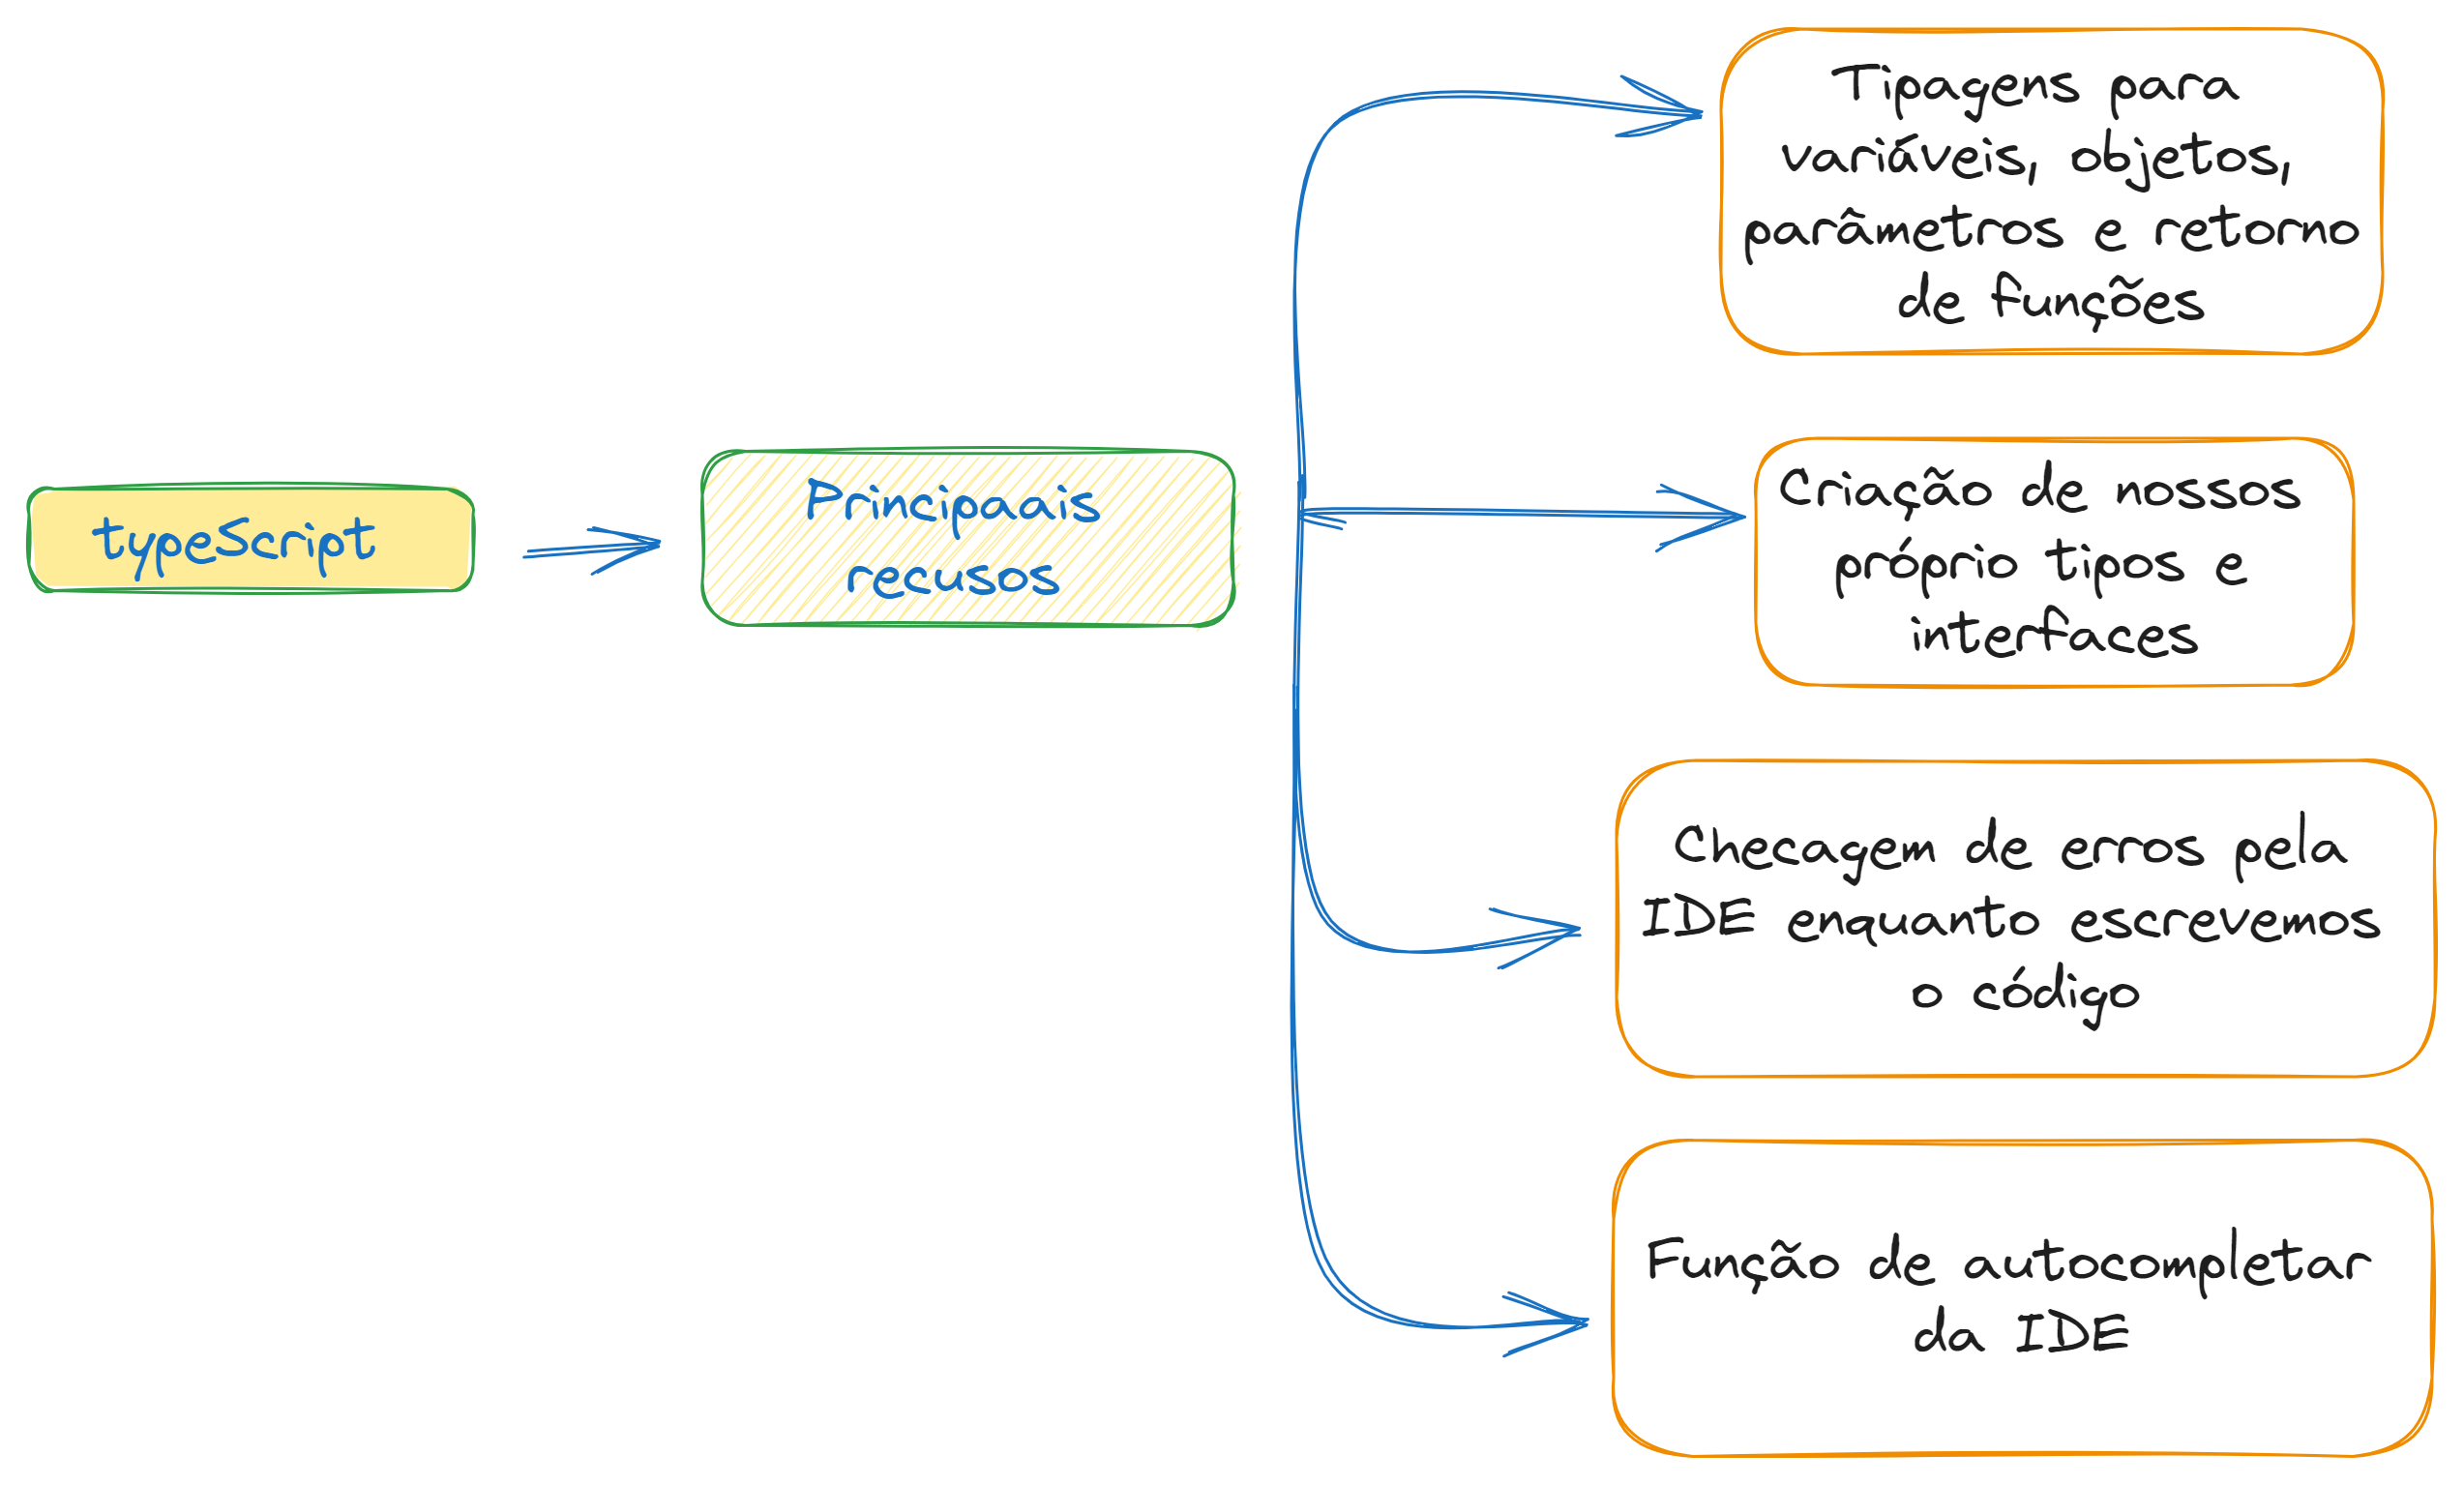 typeScript
Principaais
recusos
Tipagens para
variáveis, objetos,
parâmetros e retorno
de funções
Criação de nossos
próprio tipos e
interfaces
Checagem de erros pela
IDE enquanto escrevemos
o código
Função de autocompletar
da IDE